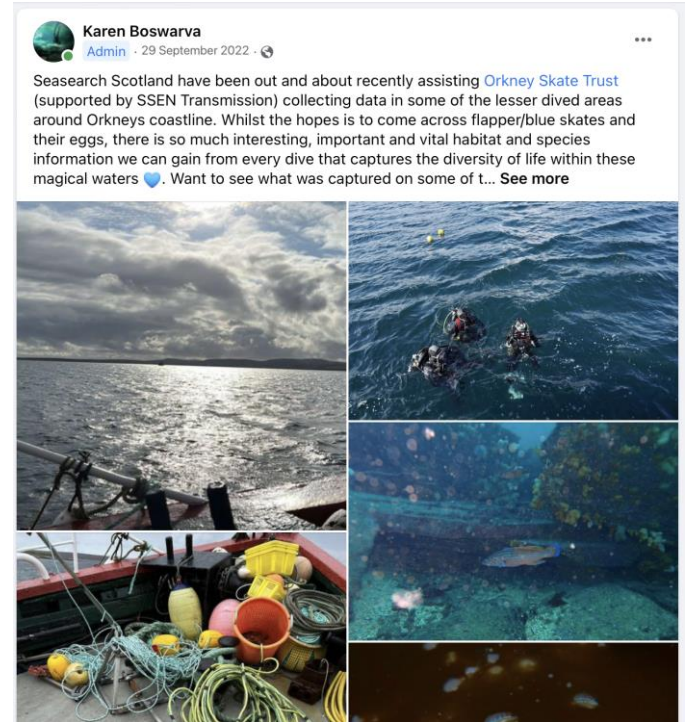 Karen Boswarva
Admin · 29 September 2022 ·
Seasearch Scotland have been out and about recently assisting Orkney Skate Trust
(supported by SSEN Transmission) collecting data in some of the lesser dived areas
around Orkneys coastline. Whilst the hopes is to come across flapper/blue skates and
their eggs, there is so much interesting, important and vital habitat and species
information we can gain from every dive that captures the diversity of life within these
magical waters 💙. Want to see what was captured on some of t... See more